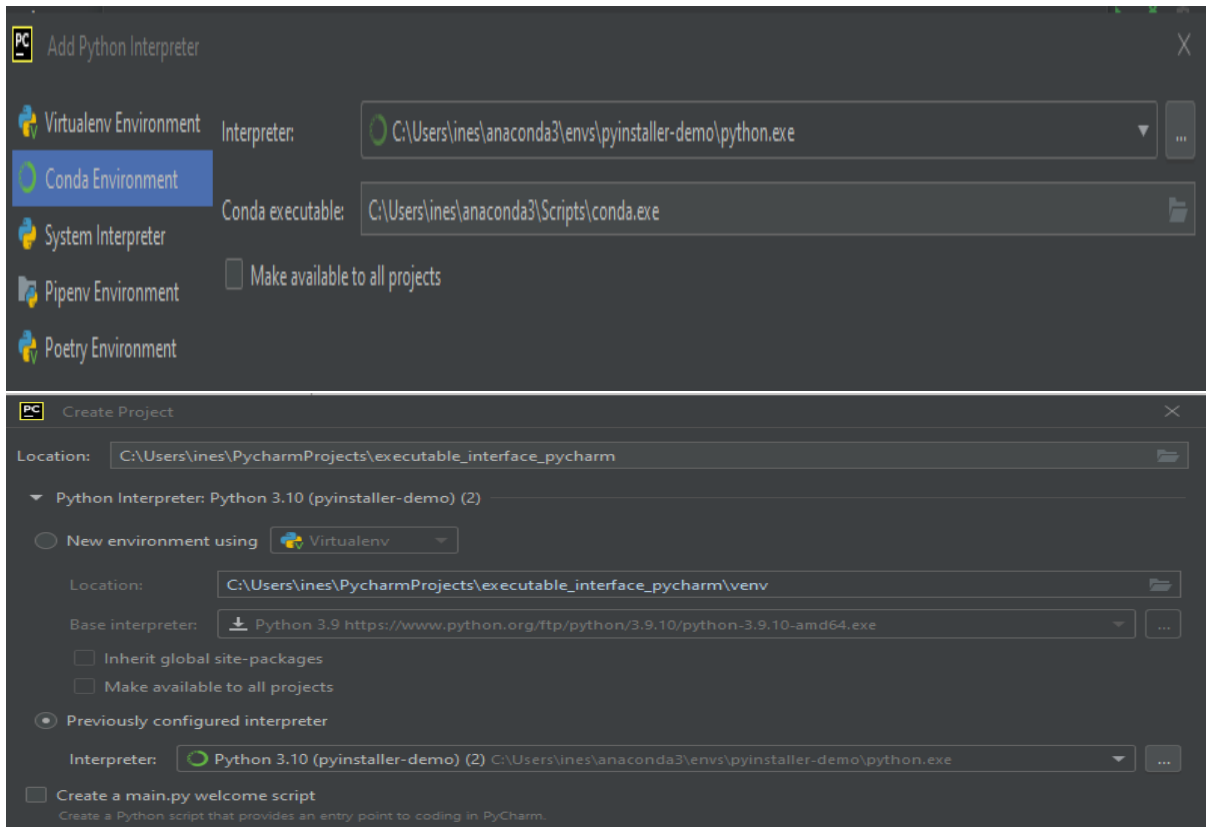 PC Add Python Interpreter X
Virtualenv Environment
Conda Environment
System Interpreter
Pipenv Environment
Poetry Environment
Interpreter: C:\Users\ines\anaconda3\envs\pyinstaller-demo\python.exe ...
Conda executable: C:\Users\ines\anaconda3\Scripts\conda.exe
Make available to all projects
PC Create Project
Location: C:\Users\ines\PycharmProjects\executable_interface_pycharm
Python Interpreter: Python 3.10 (pyinstaller-demo) (2)
New environment using Virtualenv
Location: C:\Users\ines\PycharmProjects\executable_interface_pycharm\venv
Base interpreter: Python 3.9 https://www.python.org/ftp/python/3.9.10/python-3.9.10-amd64.exe ...
Inherit global site-packages
Make available to all projects
Previously configured interpreter
Interpreter: Python 3.10 (pyinstaller-demo) (2) C:\Users\ines\anaconda3\envs\pyinstaller-demo\python.exe ...
Create a main.py welcome script
Create a Python script that provides an entry point to coding in PyCharm.